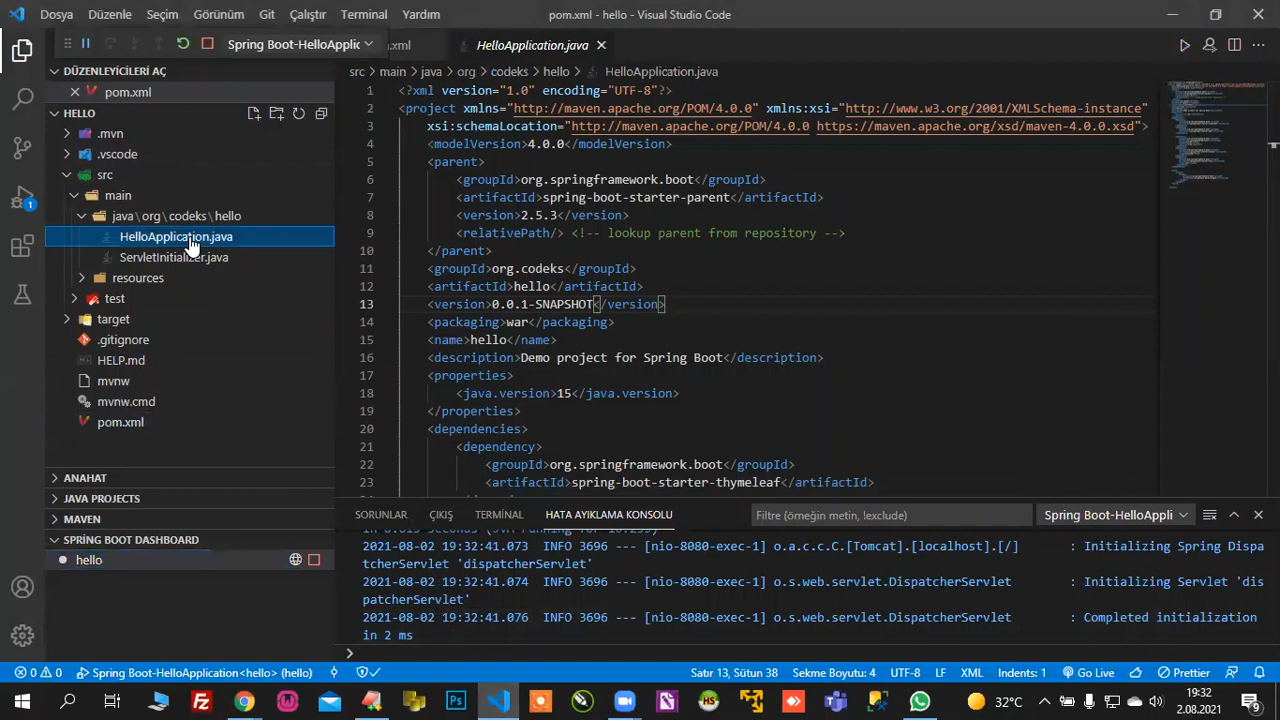 Dosya Düzenle Seçim Görünüm Git Çalıştır Terminal Yardım pom.xml - hello - Visual Studio Code
Spring Boot-HelloApplic .xml HelloApplication.java
DÜZENLEYİCİLERİ AÇ
src > main > java > org > codeks > hello > HelloApplication.java
pom.xml
HELLO
.mvn
.vscode
src
main
java\org\codeks\hello
HelloApplication.java
ServletInitializer.java
resources
test
target
.gitignore
HELP.md
mvnw
mvnw.cmd
pom.xml
ANAHAT
JAVA PROJECTS
MAVEN
SPRİNG BOOT DASHBOARD
hello
1 <?xml version="1.0" encoding="UTF-8"?>
2 <project xmlns="http://maven.apache.org/POM/4.0.0" xmlns:xsi="http://www.w3.org/2001/XMLSchema-instance"
3 xsi:schemaLocation="http://maven.apache.org/POM/4.0.0 https://maven.apache.org/xsd/maven-4.0.0.xsd">
4 <modelVersion>4.0.0</modelVersion>
5 <parent>
6 <groupId>org.springframework.boot</groupId>
7 <artifactId>spring-boot-starter-parent</artifactId>
8 <version>2.5.3</version>
9 <relativePath/> <!-- lookup parent from repository -->
10 </parent>
11 <groupId>org.codeks</groupId>
12 <artifactId>hello</artifactId>
13 <version>0.0.1-SNAPSHOT</version>
14 <packaging>war</packaging>
15 <name>hello</name>
16 <description>Demo project for Spring Boot</description>
17 <properties>
18 <java.version>15</java.version>
19 </properties>
20 <dependencies>
21 <dependency>
22 <groupId>org.springframework.boot</groupId>
23 <artifactId>spring-boot-starter-thymeleaf</artifactId>
SORUNLAR ÇIKIŞ TERMİNAL HATA AYIKLAMA KONSOLU Filtre (örneğin metin, !exclude) Spring Boot-HelloAppli
2021-08-02 19:32:41.073 INFO 3696 --- [nio-8080-exec-1] o.a.c.c.C.[Tomcat].[localhost].[/] : Initializing Spring Dispa
tcherServlet 'dispatcherServlet'
2021-08-02 19:32:41.074 INFO 3696 --- [nio-8080-exec-1] o.s.web.servlet.DispatcherServlet : Initializing Servlet 'dis
patcherServlet'
2021-08-02 19:32:41.076 INFO 3696 --- [nio-8080-exec-1] o.s.web.servlet.DispatcherServlet : Completed initialization
in 2 ms
0 0 Spring Boot-HelloApplication<hello> (hello) Satır 13, Sütun 38 Sekme Boyutu: 4 UTF-8 LF XML Indents: 1 Go Live Prettier
32°C 19:32
2.08.2021